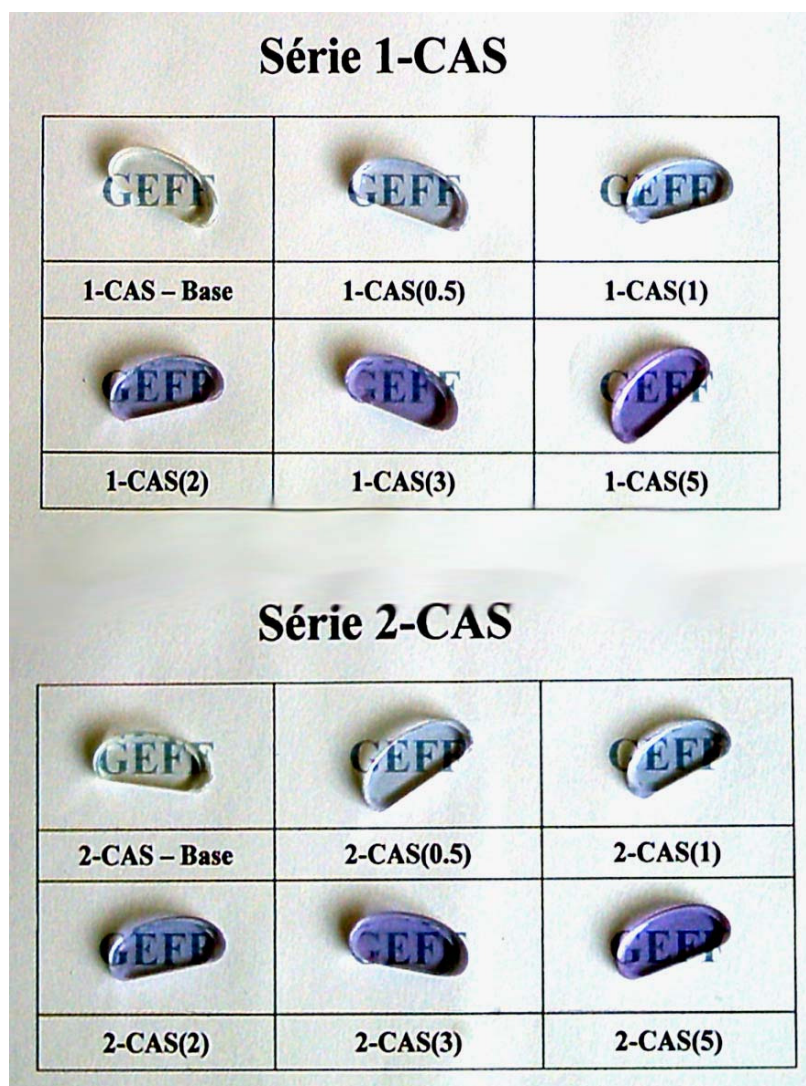 Série 1-CAS
GEFF GEFF GEFF
1-CAS – Base 1-CAS(0.5) 1-CAS(1)
GEFF GEFF GEFF
1-CAS(2) 1-CAS(3) 1-CAS(5)
Série 2-CAS
GEFF GEFF GEFF
2-CAS – Base 2-CAS(0.5) 2-CAS(1)
GEFF GEFF GEFF
2-CAS(2) 2-CAS(3) 2-CAS(5)